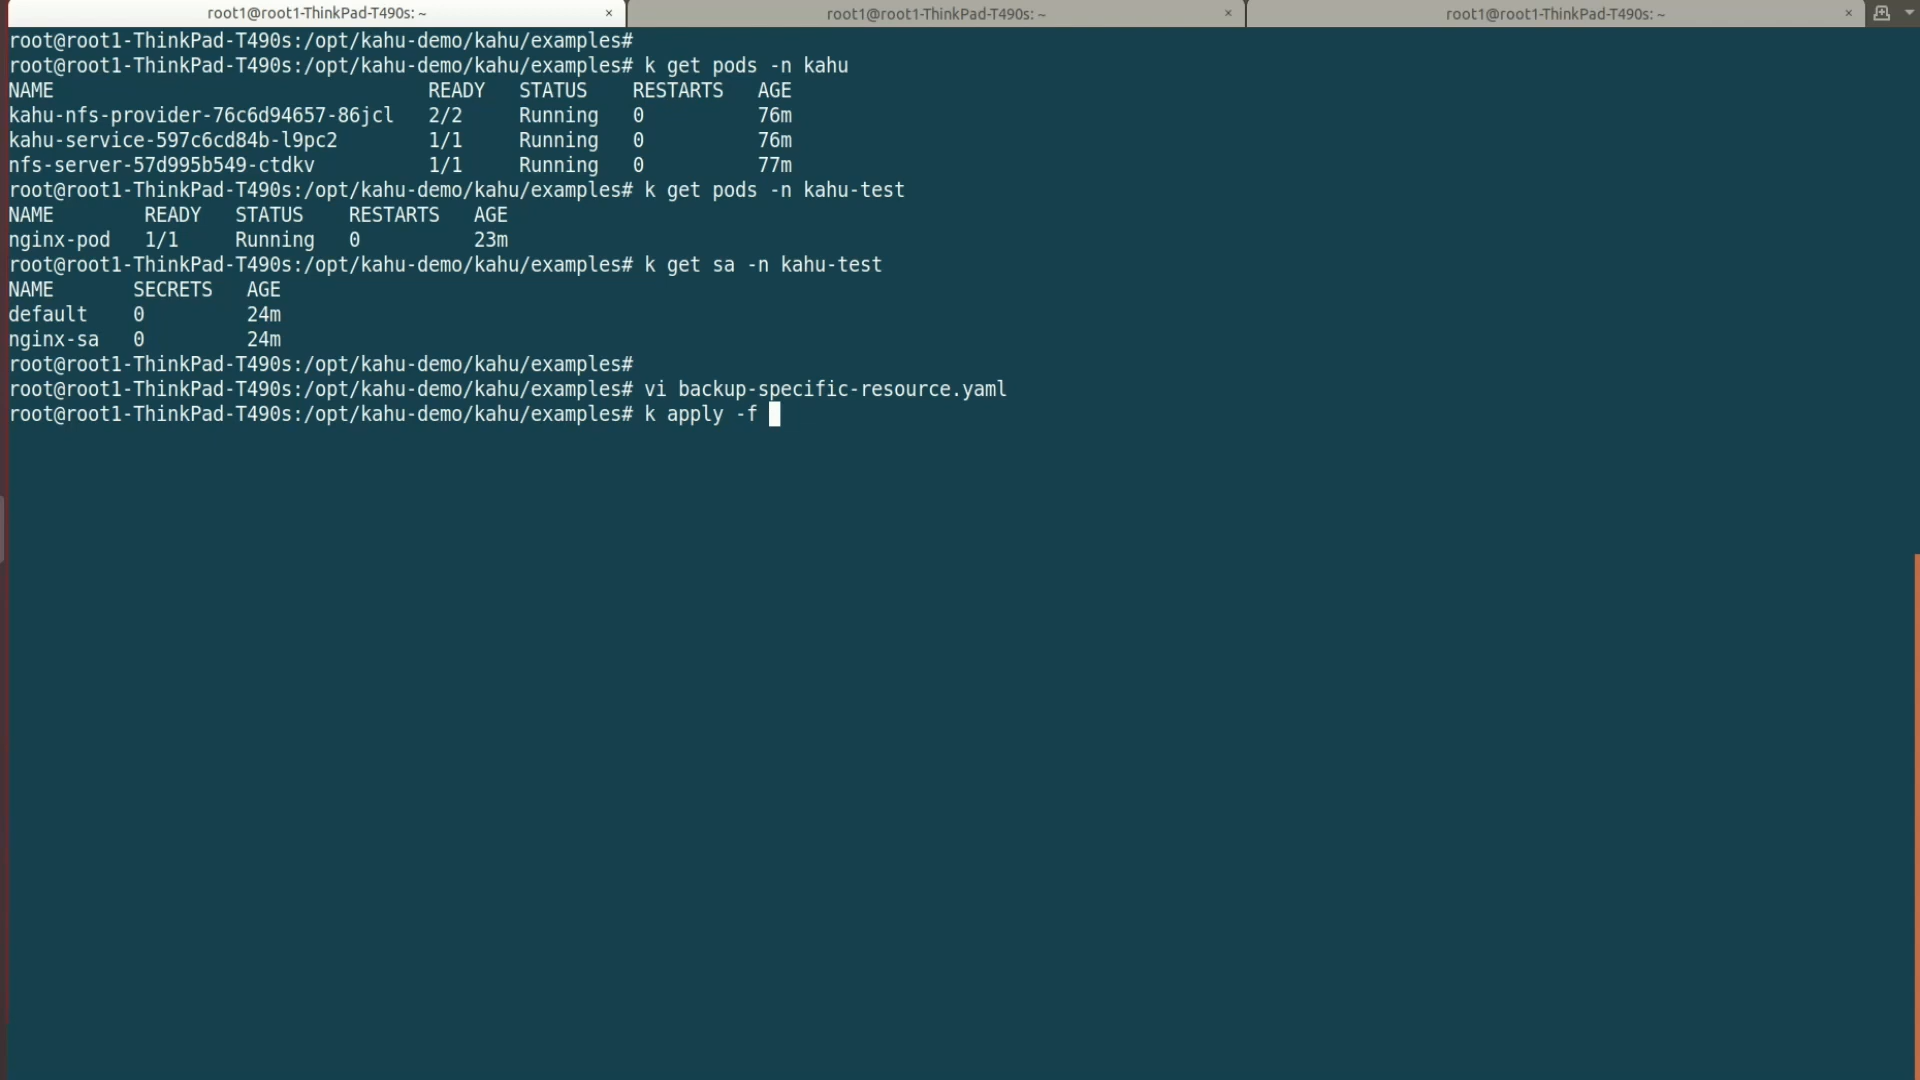 root1@root1-ThinkPad-T490s: ~ × root1@root1-ThinkPad-T490s: ~ × root1@root1-ThinkPad-T490s: ~ ×
root@root1-ThinkPad-T490s:/opt/kahu-demo/kahu/examples#
root@root1-ThinkPad-T490s:/opt/kahu-demo/kahu/examples# k get pods -n kahu
NAME READY STATUS RESTARTS AGE
kahu-nfs-provider-76c6d94657-86jcl 2/2 Running 0 76m
kahu-service-597c6cd84b-l9pc2 1/1 Running 0 76m
nfs-server-57d995b549-ctdkv 1/1 Running 0 77m
root@root1-ThinkPad-T490s:/opt/kahu-demo/kahu/examples# k get pods -n kahu-test
NAME READY STATUS RESTARTS AGE
nginx-pod 1/1 Running 0 23m
root@root1-ThinkPad-T490s:/opt/kahu-demo/kahu/examples# k get sa -n kahu-test
NAME SECRETS AGE
default 0 24m
nginx-sa 0 24m
root@root1-ThinkPad-T490s:/opt/kahu-demo/kahu/examples#
root@root1-ThinkPad-T490s:/opt/kahu-demo/kahu/examples# vi backup-specific-resource.yaml
root@root1-ThinkPad-T490s:/opt/kahu-demo/kahu/examples# k apply -f